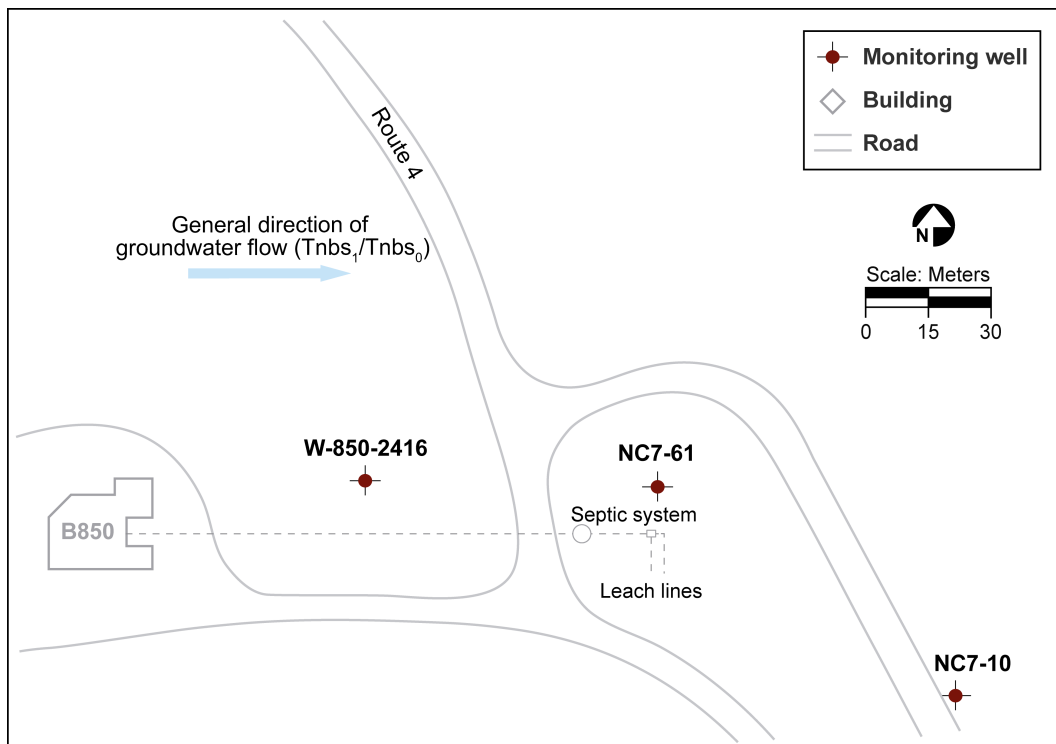 Monitoring well
Building
Road
Route 4
General direction of
groundwater flow (Tnbs₁/Tnbs₀)
N
Scale: Meters
0 15 30
W-850-2416
NC7-61
Septic system
B850
Leach lines
NC7-10